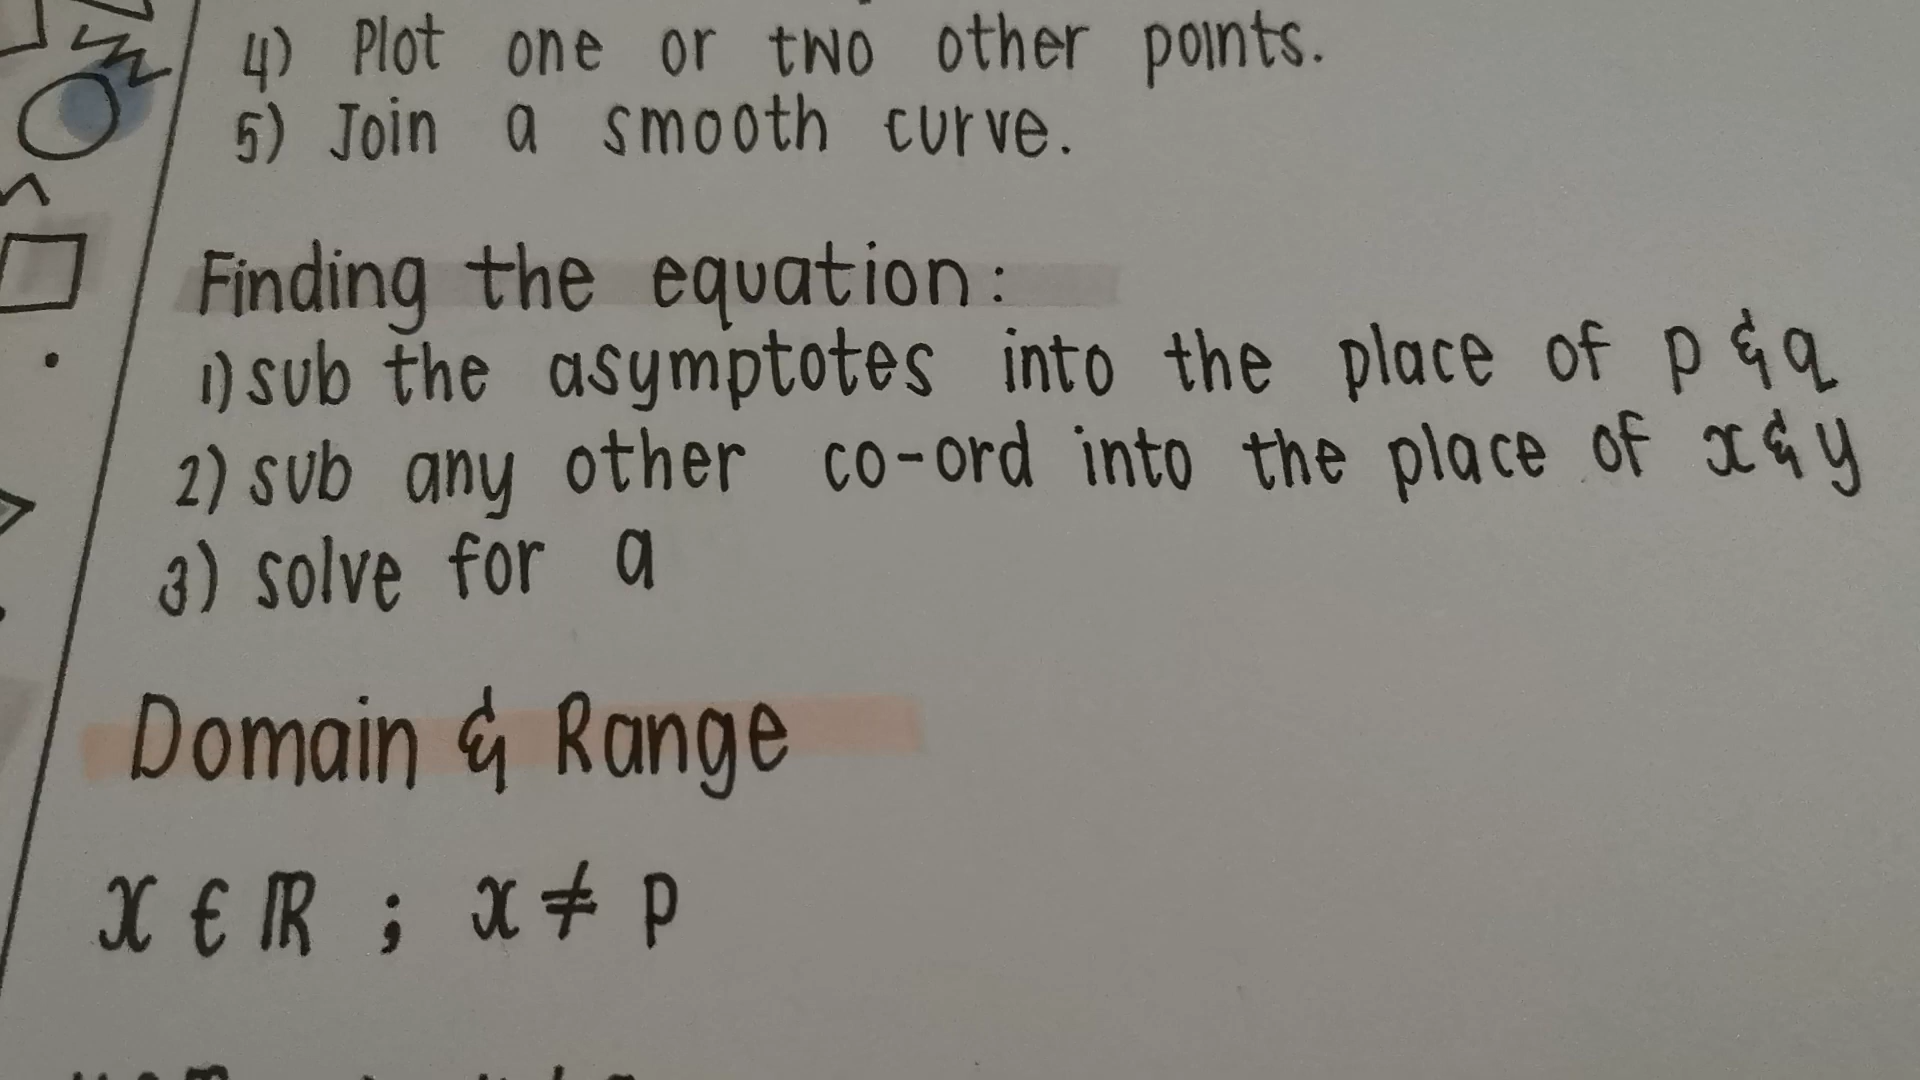 4) Plot one or two other points.
5) Join a smooth curve.
Finding the equation:
1) sub the asymptotes into the place of p & q
2) sub any other co-ord into the place of x & y
3) solve for a
Domain & Range
x ∈ ℝ ; x ≠ p